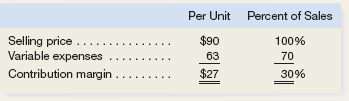 Per Unit Percent of Sales
Selling price . . . . . . . . . . . . . . . $90 100%
Variable expenses . . . . . . . . . . 63 70
Contribution margin . . . . . . . . . $27 30%